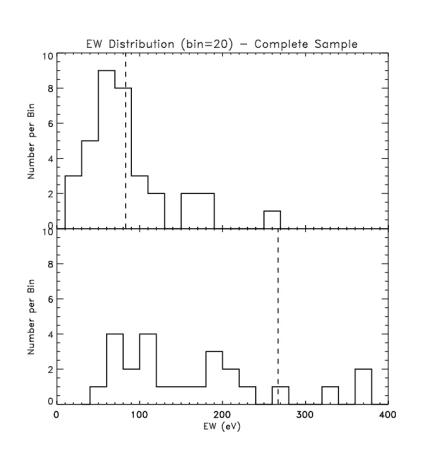 EW Distribution (bin=20) – Complete Sample
10
8
6
4
2
0
Number per Bin
10
8
6
4
2
0
Number per Bin
0 100 200 300 400
EW (eV)